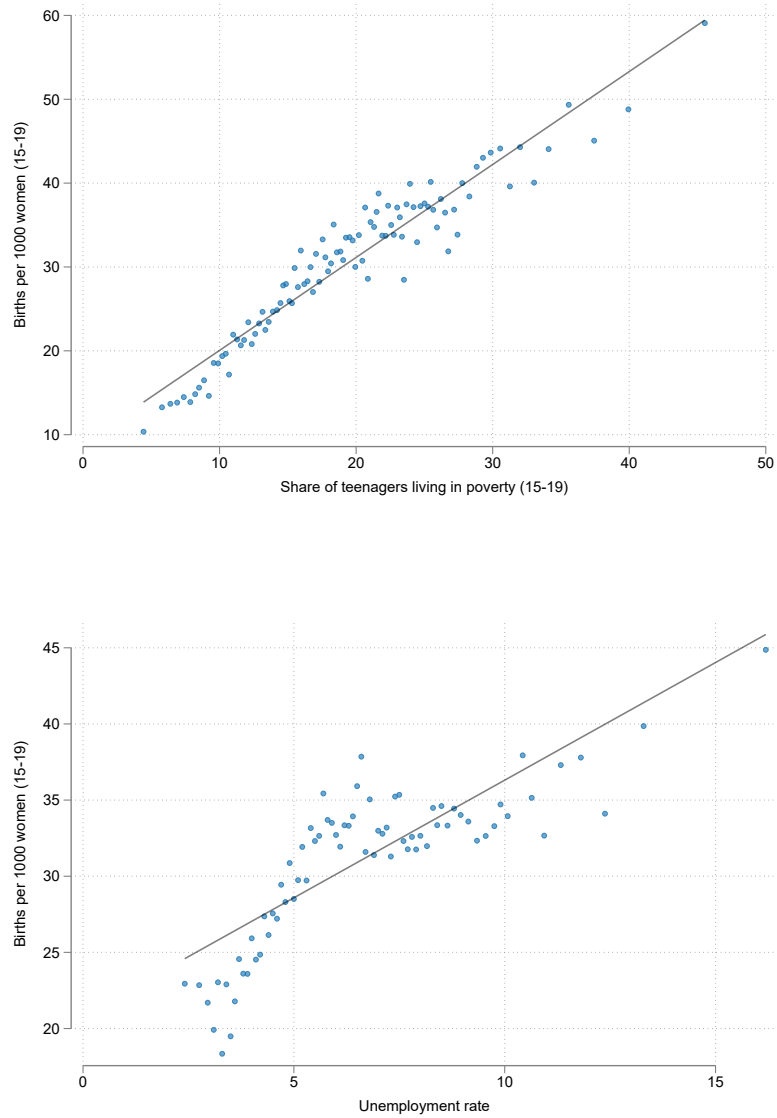 60
50
40
30
20
10
Births per 1000 women (15-19)
0 10 20 30 40 50
Share of teenagers living in poverty (15-19)
45
40
35
30
25
20
Births per 1000 women (15-19)
0 5 10 15
Unemployment rate